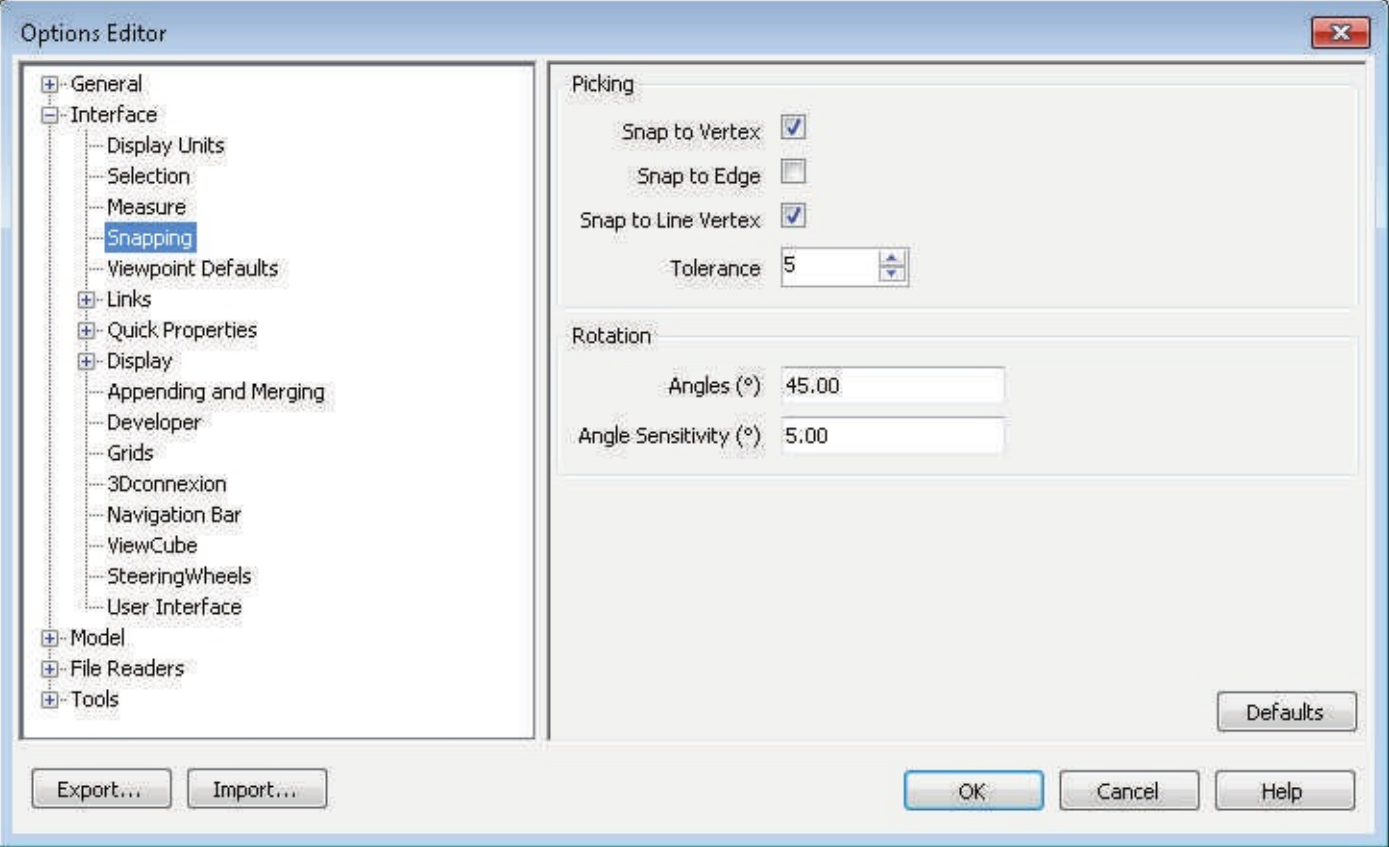 Options Editor
General
Interface
Display Units
Selection
Measure
Snapping
Viewpoint Defaults
Links
Quick Properties
Display
Appending and Merging
Developer
Grids
3Dconnexion
Navigation Bar
ViewCube
SteeringWheels
User Interface
Model
File Readers
Tools
Picking
Snap to Vertex
Snap to Edge
Snap to Line Vertex
Tolerance 5
Rotation
Angles (°) 45.00
Angle Sensitivity (°) 5.00
Defaults
Export... Import... OK Cancel Help